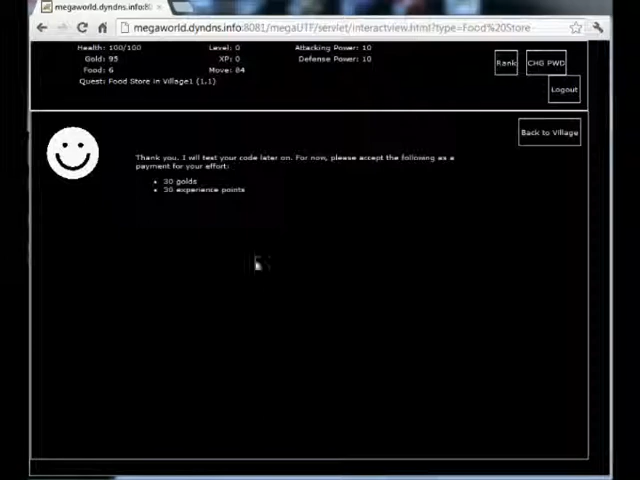 megaworld.dyndns.info:80
megaworld.dyndns.info:8081/megaUTF/servlet/interactview.html?type=Food%20Store
Health: 100/100 Level: 0 Attacking Power: 10
Gold: 95 XP: 0 Defense Power: 10
Food: 6 Move: 84
Quest: Food Store in Village1 (1,1)
Rank CHG PWD
Logout
Back to Village
Thank you. I will test your code later on. For now, please accept the following as a
payment for your effort:
• 30 golds
• 30 experience points